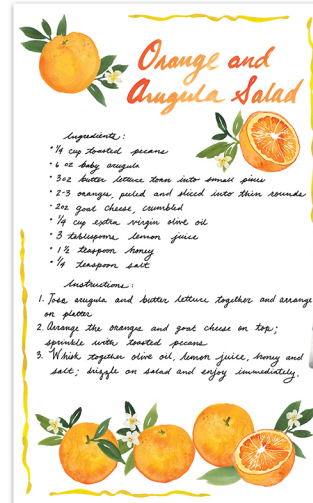 Orange and
Arugula Salad
Ingredients:
• 1/4 cup toasted pecans
• 6 oz baby arugula
• 3oz butter lettuce torn into small pieces
• 2-3 oranges, peeled and sliced into thin rounds
• 2oz goat cheese, crumbled
• 1/4 cup extra virgin olive oil
• 3 tablespoons lemon juice
• 1 1/2 teaspoon honey
• 1/4 teaspoon salt
Instructions:
1. Toss arugula and butter lettuce together and arrange
on platter
2. Arrange the oranges and goat cheese on top;
sprinkle with toasted pecans
3. Whisk together olive oil, lemon juice, honey and
salt; drizzle on salad and enjoy immediately.